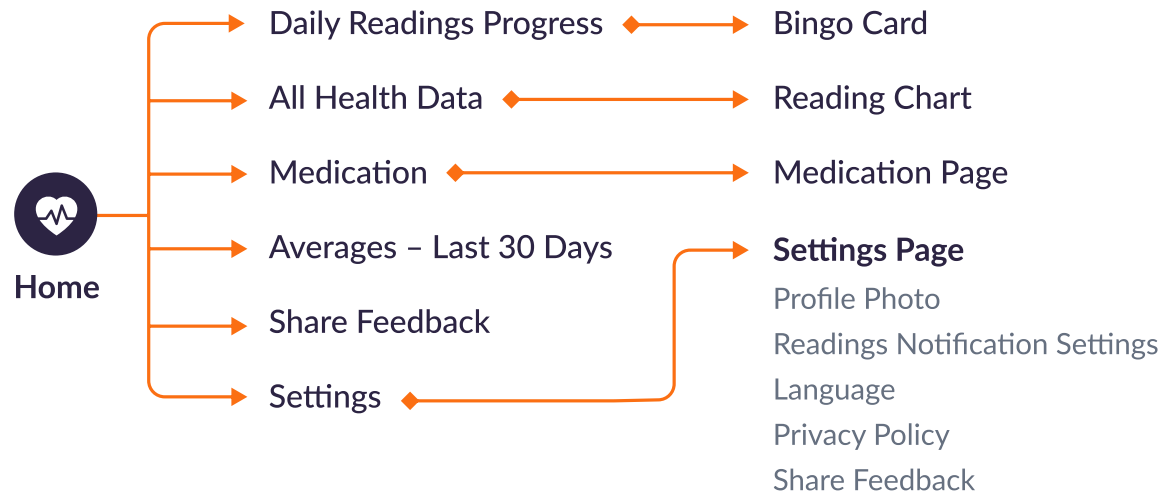 Daily Readings Progress
Bingo Card
All Health Data
Reading Chart
Medication
Medication Page
Home
Averages – Last 30 Days
Share Feedback
Settings
Settings Page
Profile Photo
Readings Notification Settings
Language
Privacy Policy
Share Feedback